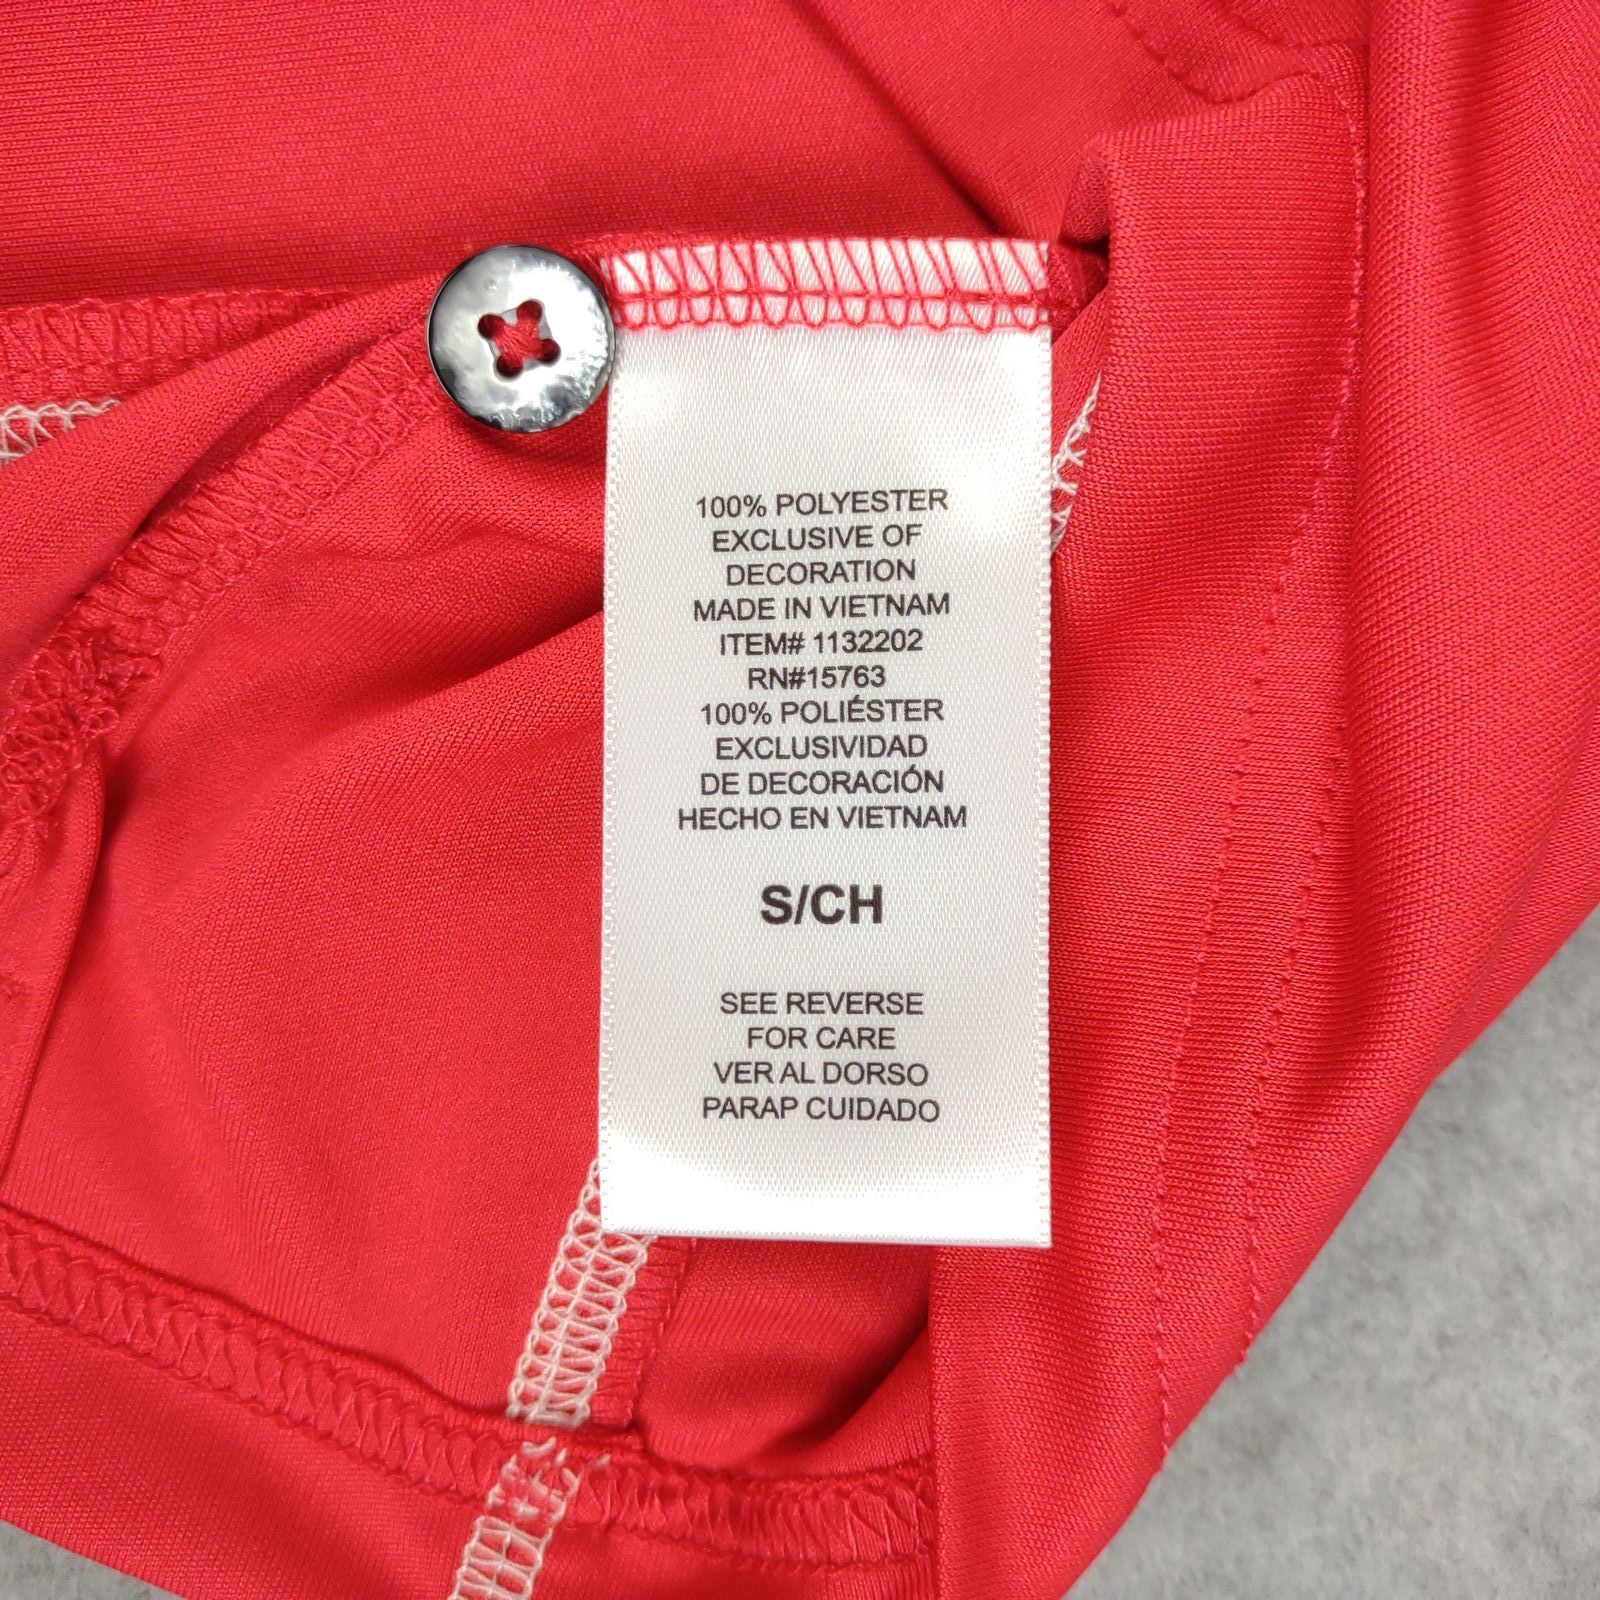 100% POLYESTER
EXCLUSIVE OF
DECORATION
MADE IN VIETNAM
ITEM# 1132202
RN#15763
100% POLIÉSTER
EXCLUSIVIDAD
DE DECORACIÓN
HECHO EN VIETNAM
S/CH
SEE REVERSE
FOR CARE
VER AL DORSO
PARAP CUIDADO